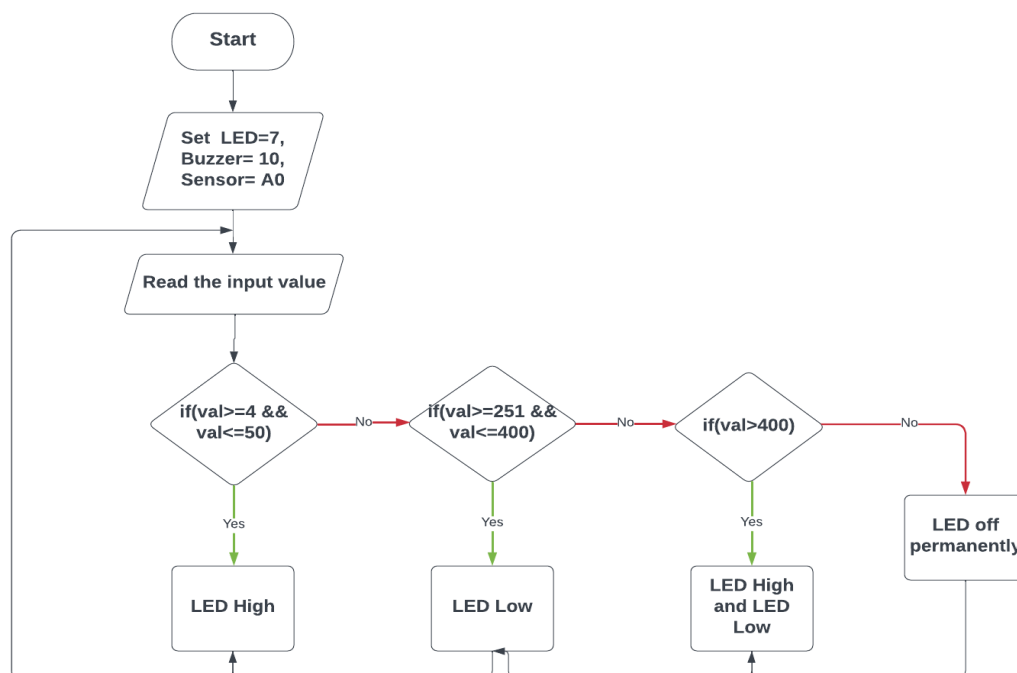 Start
Set LED=7,
Buzzer= 10,
Sensor= A0
Read the input value
if(val>=4 &&
val<=50)
No
if(val>=251 &&
val<=400)
No
if(val>400)
No
Yes
Yes
Yes
LED off
permanently
LED High
LED Low
LED High
and LED
Low